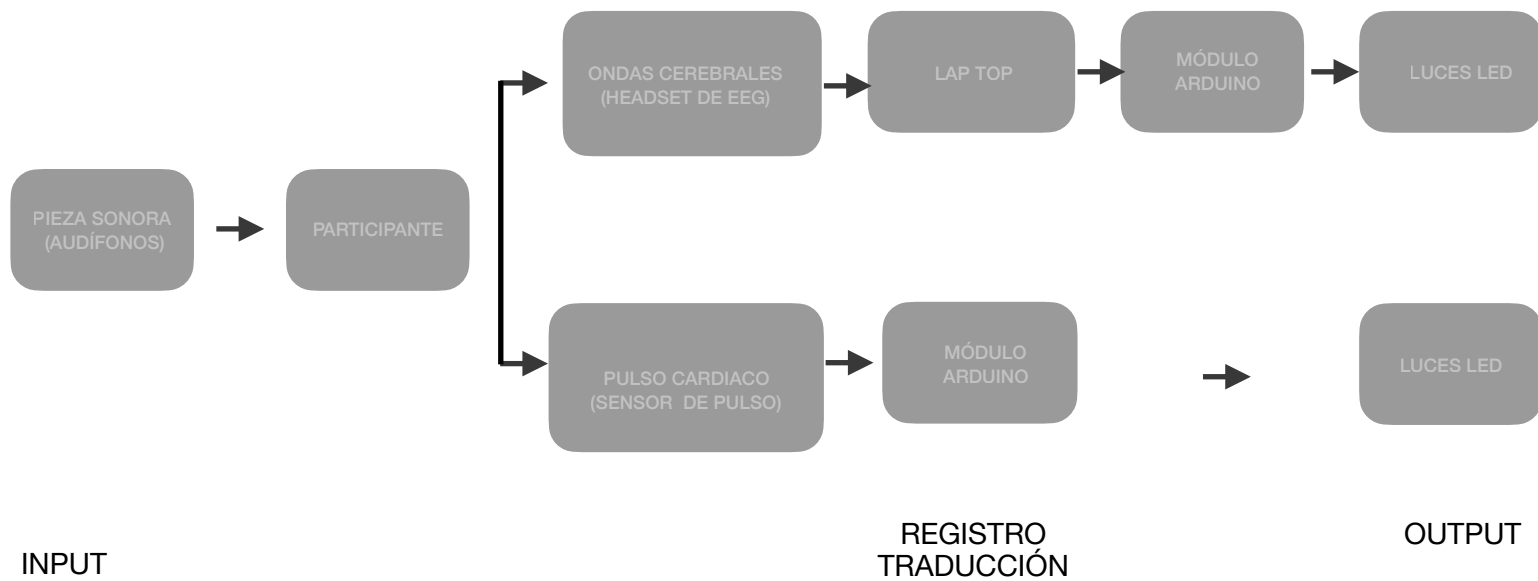 ONDAS CEREBRALES
(HEADSET DE EEG)
LAP TOP
MÓDULO
ARDUINO
LUCES LED
PIEZA SONORA
(AUDÍFONOS)
PARTICIPANTE
PULSO CARDIACO
(SENSOR DE PULSO)
MÓDULO
ARDUINO
LUCES LED
INPUT
REGISTRO
TRADUCCIÓN
OUTPUT